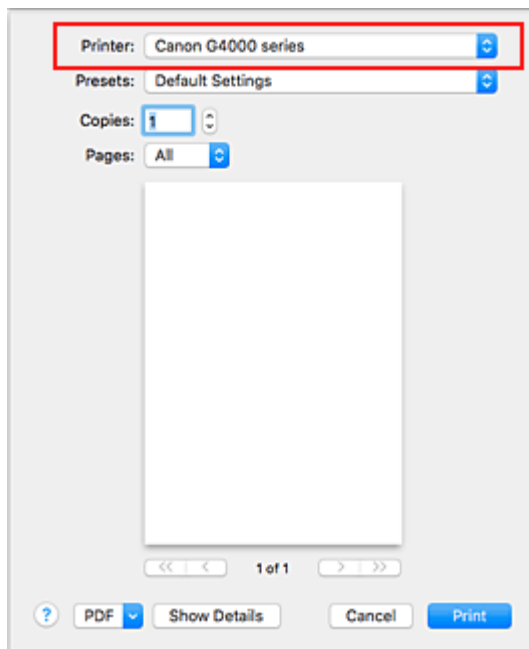 Printer: Canon G4000 series
Presets: Default Settings
Copies: 1
Pages: All
<< < 1 of 1 > >>
? PDF Show Details Cancel Print